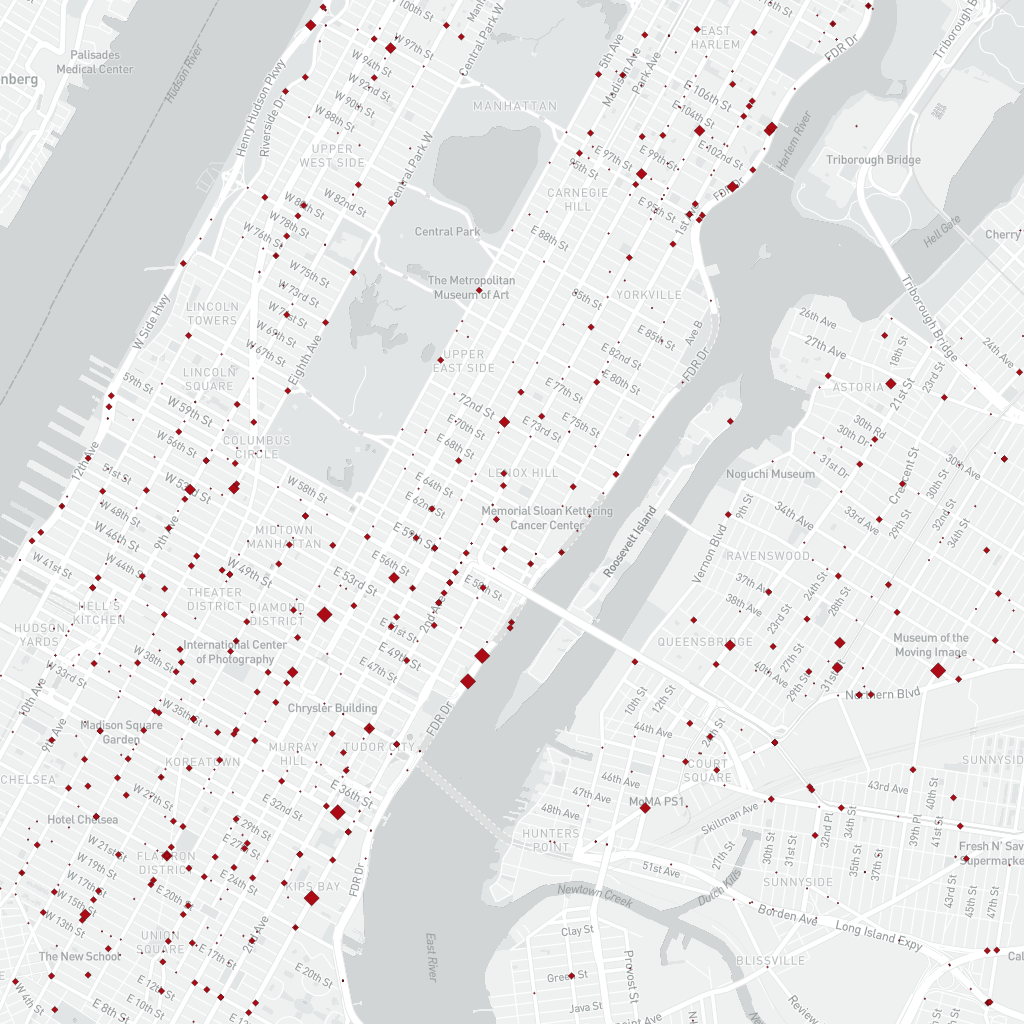 100th St
Central Park W
EAST
HARLEM
5th Ave
Madison Ave
Park Ave
FDR Dr
Triborough Bridge
Palisades
Medical Center
Hudson River
W 97th St
W 94th St
W 92nd St
W 90th St
W 88th St
Henry Hudson Pkwy
Riverside Dr
MANHATTAN
E 106th St
E 104th St
E 102nd St
E 99th St
E 97th St
95th St
E 95th St
Harlem River
Triborough Bridge
UPPER
WEST SIDE
Central Park W
CARNEGIE
HILL
FDR Dr
1st Ave
W 82nd St
W 78th St
W 76th St
Central Park
E 88th St
Hell Gate
Cherry
W 75th St
W 73rd St
W 69th St
W 67th St
The Metropolitan
Museum of Art
85th St
YORKVILLE
Triborough Bridge
LINCOLN
TOWERS
W Side Hwy
Eighth Ave
E 85th St
E 82nd St
E 80th St
Ave B
FDR Dr
26th Ave
27th Ave
18th St
21st St
23rd St
24th Ave
UPPER
EAST SIDE
E 77th St
E 75th St
E 73rd St
72nd St
E 70th St
E 68th St
E 64th St
E 62nd St
LINCOLN
SQUARE
59th St
W 59th St
W 56th St
COLUMBUS
CIRCLE
ASTORIA
30th Rd
30th Dr
31st Dr
30th Ave
12th Ave
51st St
W 52nd St
W 58th St
LENOX HILL
Noguchi Museum
Crescent St
30th St
W 48th St
W 46th St
9th Ave
MIDTOWN
MANHATTAN
Memorial Sloan Kettering
Cancer Center
Roosevelt Island
9th St
34th Ave
33rd Ave
29th St
32nd St
34th St
W 41st St
W 44th St
W 49th St
E 59th St
E 56th St
E 53rd St
E 58th St
Vernon Blvd
RAVENSWOOD
37th Ave
38th Ave
24th St
28th St
23rd St
HELL'S
KITCHEN
THEATER
DISTRICT
DIAMOND
DISTRICT
2nd Ave
E 51st St
E 49th St
E 47th St
HUDSON
YARDS
W 33rd St
W 38th St
International Center
of Photography
QUEENSBRIDGE
40th Ave
27th St
29th St
31st St
Museum of the
Moving Image
Northern Blvd
10th Ave
9th Ave
W 35th St
Chrysler Building
FDR Dr
10th St
12th St
44th Ave
24th St
Madison Square
Garden
KOREATOWN
MURRAY
HILL
TUDOR CITY
COURT
SQUARE
SUNNYSID
CHELSEA
W 27th St
E 36th St
E 32nd St
46th Ave
47th Ave
48th Ave
MoMA PS1
43rd Ave
40th St
Hotel Chelsea
E 29th St
E 27th St
E 24th St
W 21st St
W 19th St
W 17th St
W 15th St
W 13th St
FLATIRON
DISTRICT
HUNTERS
POINT
Skillman Ave
27th St
30th St
31st St
32nd Pl
34th St
35th St
37th St
39th Pl
41st St
Fresh N' Sav
Supermarke
51st Ave
Dutch Kills
SUNNYSIDE
43rd St
45th St
47th St
KIPS BAY
FDR Dr
E 20th St
2nd Ave
UNION
SQUARE
E 17th St
The New School
Newtown Creek
Borden Ave
Long Island Expy
Clay St
East River
BLISSVILLE
W 4th St
E 8th St
E 10th St
E 20th St
Green St
Java St
Provost St
Review